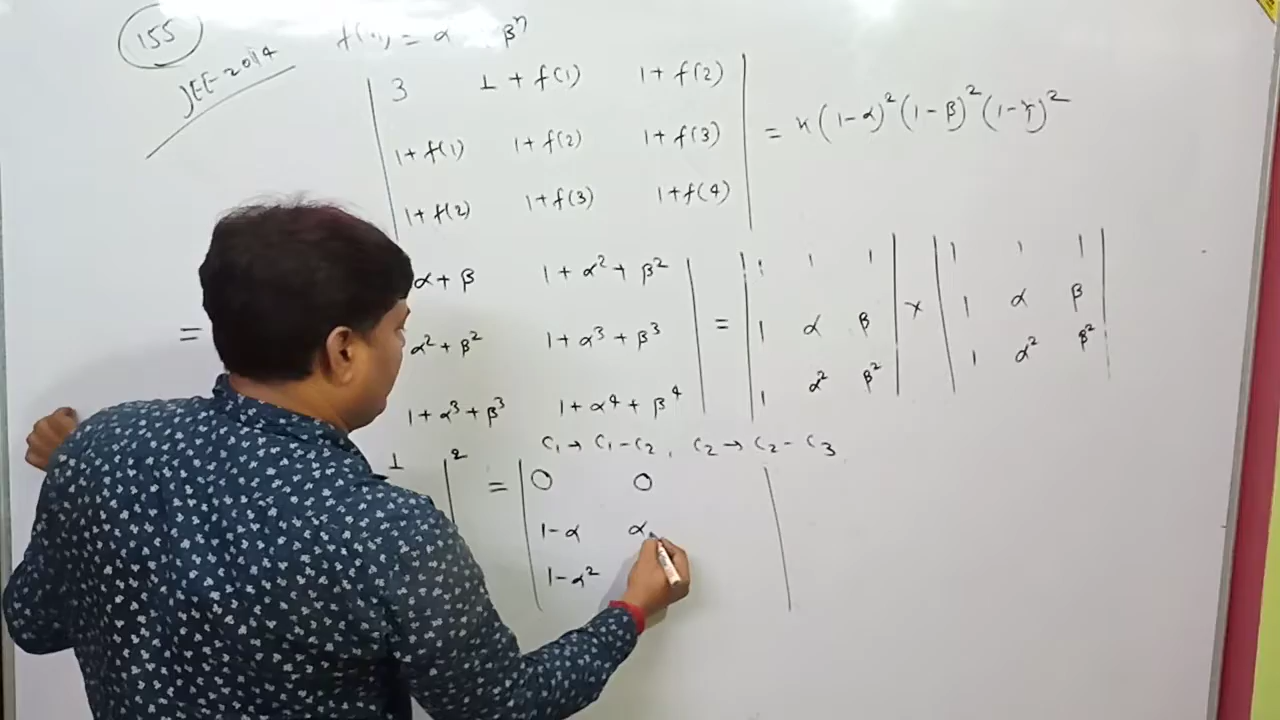 155
JEE-2014
f(n) = α β^n
3 1 + f(1) 1 + f(2)
1 + f(1) 1 + f(2) 1 + f(3) = K (1-α)^2 (1-β)^2 (1-γ)^2
1 + f(2) 1 + f(3) 1 + f(4)
α + β 1 + α^2 + β^2 1 1 1 1 1 1
= α^2 + β^2 1 + α^3 + β^3 = 1 α β × 1 α β
1 + α^3 + β^3 1 + α^4 + β^4 1 α^2 β^2 1 α^2 β^2
C1 → C1 - C2, C2 → C2 - C3
1 2 = 0 0
1-α α
1-α^2